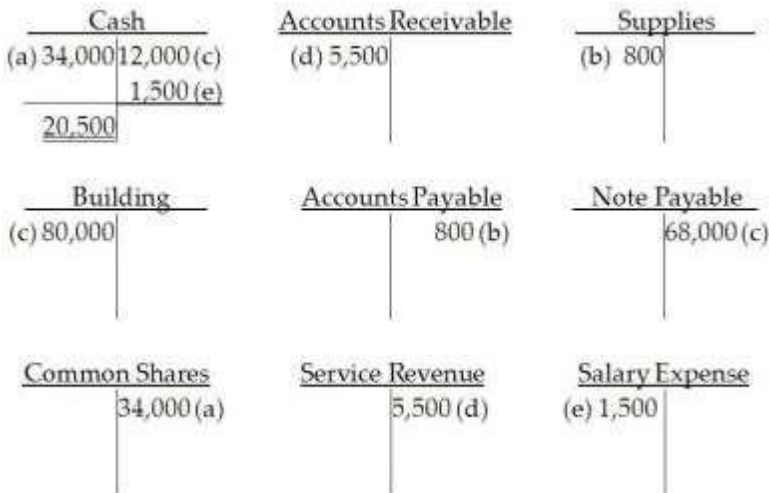 Cash
(a) 34,000 12,000 (c)
1,500 (e)
20,500
Accounts Receivable
(d) 5,500
Supplies
(b) 800
Building
(c) 80,000
Accounts Payable
800 (b)
Note Payable
68,000 (c)
Common Shares
34,000 (a)
Service Revenue
5,500 (d)
Salary Expense
(e) 1,500